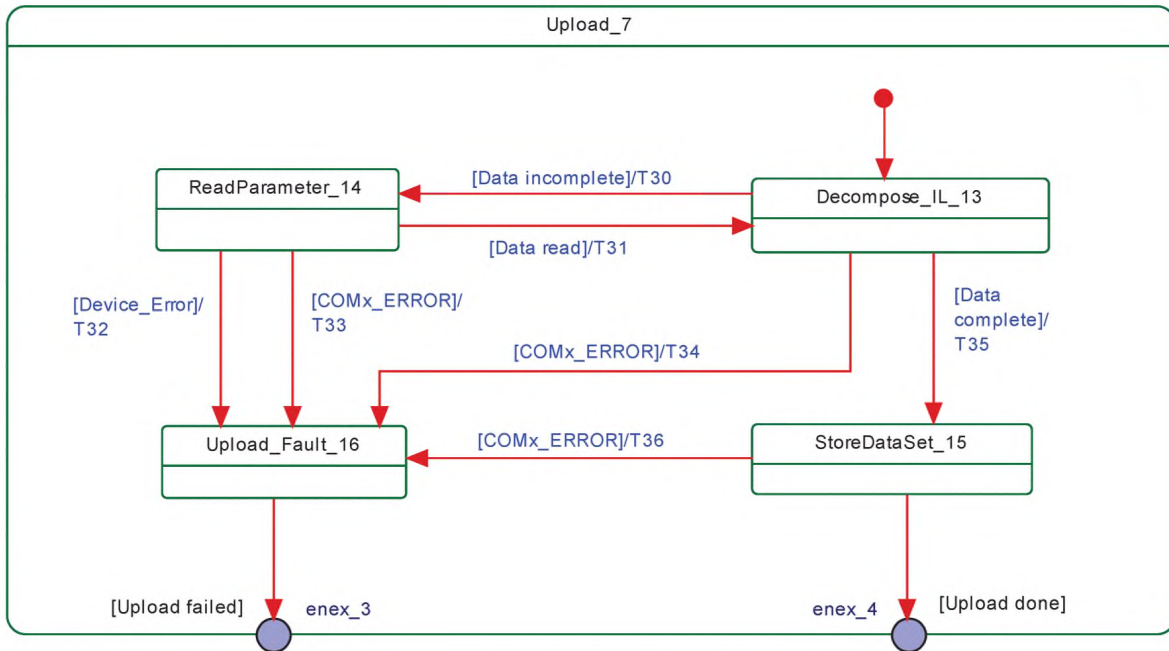 Upload_7
ReadParameter_14
[Data incomplete]/T30
Decompose_IL_13
[Data read]/T31
[Device_Error]/
T32
[COMx_ERROR]/
T33
[Data
complete]/
T35
[COMx_ERROR]/T34
Upload_Fault_16
[COMx_ERROR]/T36
StoreDataSet_15
[Upload failed]
enex_3
enex_4
[Upload done]